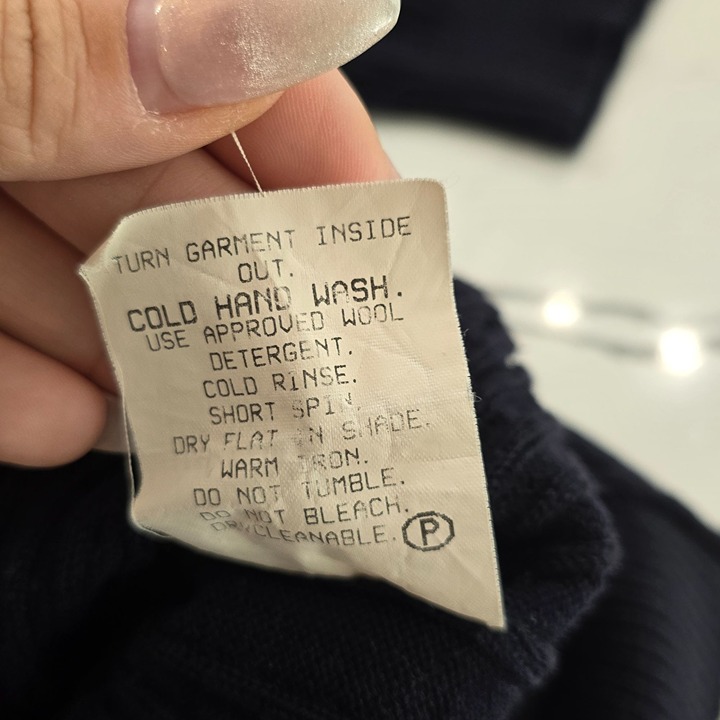 TURN GARMENT INSIDE
OUT.
COLD HAND WASH.
USE APPROVED WOOL
DETERGENT.
COLD RINSE.
SHORT SPIN.
DRY FLAT IN SHADE.
WARM IRON.
DO NOT TUMBLE.
DO NOT BLEACH.
DRYCLEANABLE. P